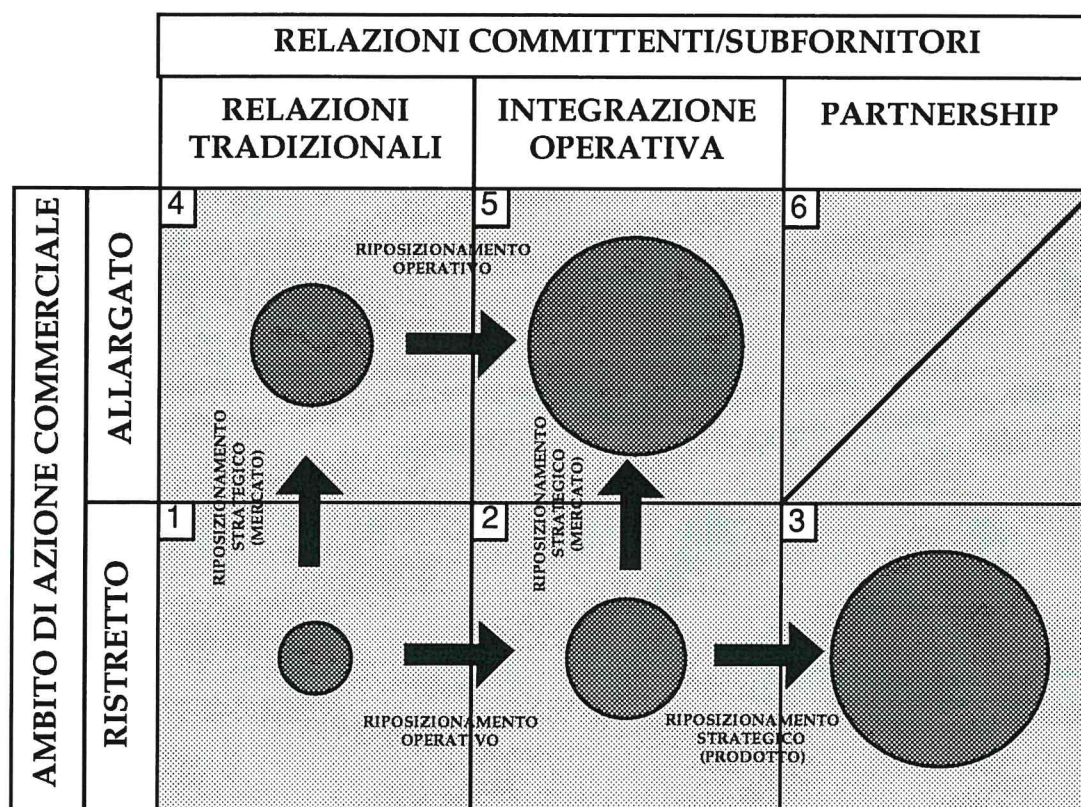 RELAZIONI COMMITTENTI/SUBFORNITORI
RELAZIONI
TRADIZIONALI
INTEGRAZIONE
OPERATIVA
PARTNERSHIP
AMBITO DI AZIONE COMMERCIALE
ALLARGATO
4
RIPOSIZIONAMENTO
OPERATIVO
5
6
RIPOSIZIONAMENTO
STRATEGICO
(MERCATO)
RIPOSIZIONAMENTO
STRATEGICO
(MERCATO)
RISTRETTO
1
2
3
RIPOSIZIONAMENTO
OPERATIVO
RIPOSIZIONAMENTO
STRATEGICO
(PRODOTTO)